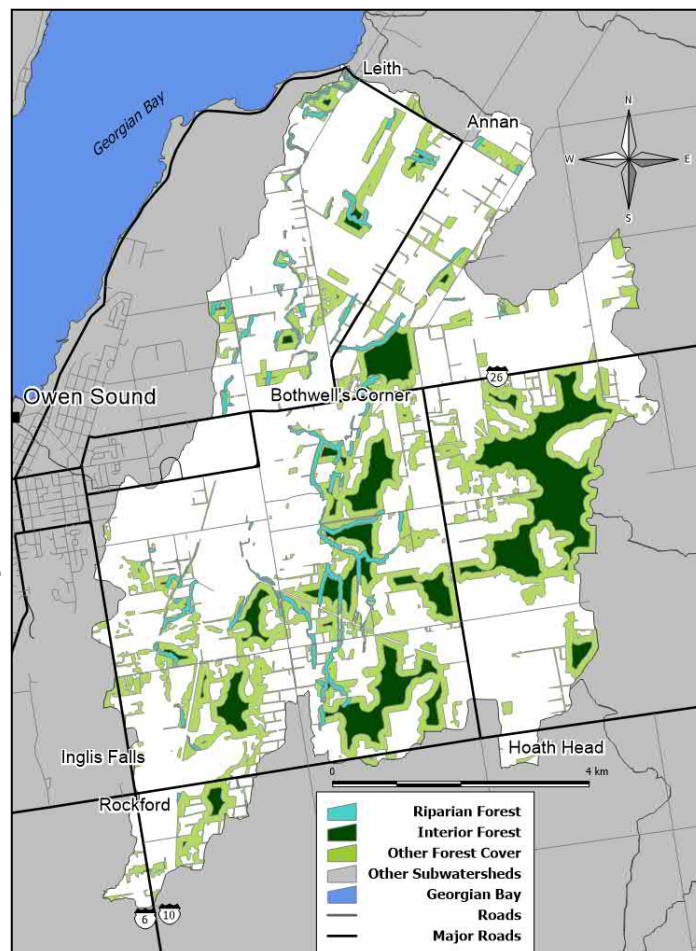 Leith
Georgian Bay
Annan
N
W
E
S
26
Owen Sound
Bothwell's Corner
Inglis Falls
Hoath Head
0
4 km
Rockford
Riparian Forest
Interior Forest
Other Forest Cover
Other Subwatersheds
Georgian Bay
Roads
Major Roads
6
10